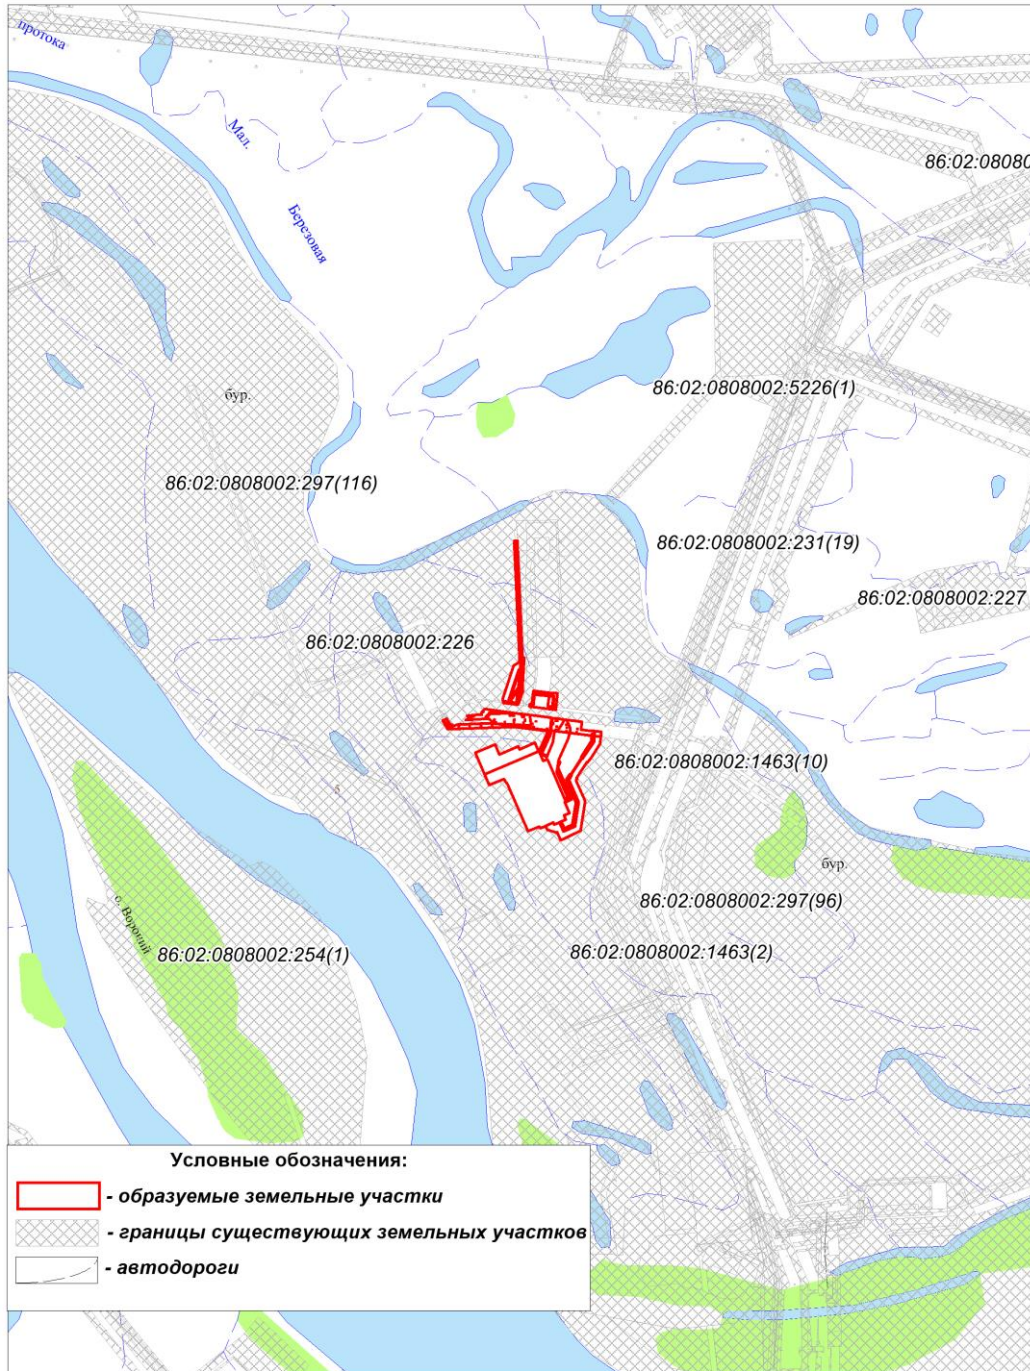 протока
Мал.
86:02:08080
Березовая
86:02:0808002:5226(1)
бур.
86:02:0808002:297(116)
86:02:0808002:231(19)
86:02:0808002:227
86:02:0808002:226
86:02:0808002:1463(10)
бур.
86:02:0808002:297(96)
о. Вороний
86:02:0808002:254(1)
86:02:0808002:1463(2)
Условные обозначения:
- образуемые земельные участки
- границы существующих земельных участков
- автодороги